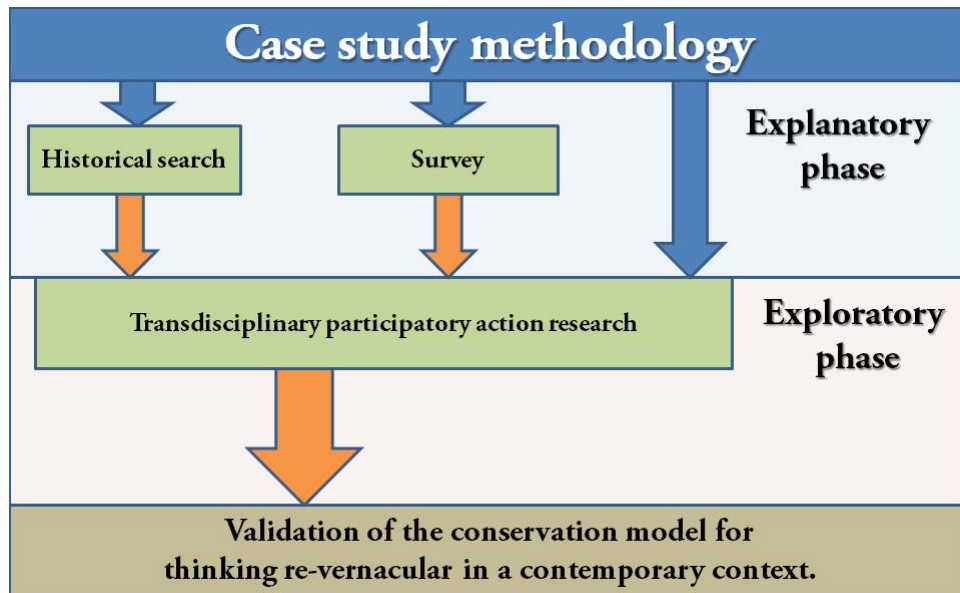 Case study methodology
Historical search
Survey
Explanatory
phase
Transdisciplinary participatory action research
Exploratory
phase
Validation of the conservation model for
thinking re-vernacular in a contemporary context.